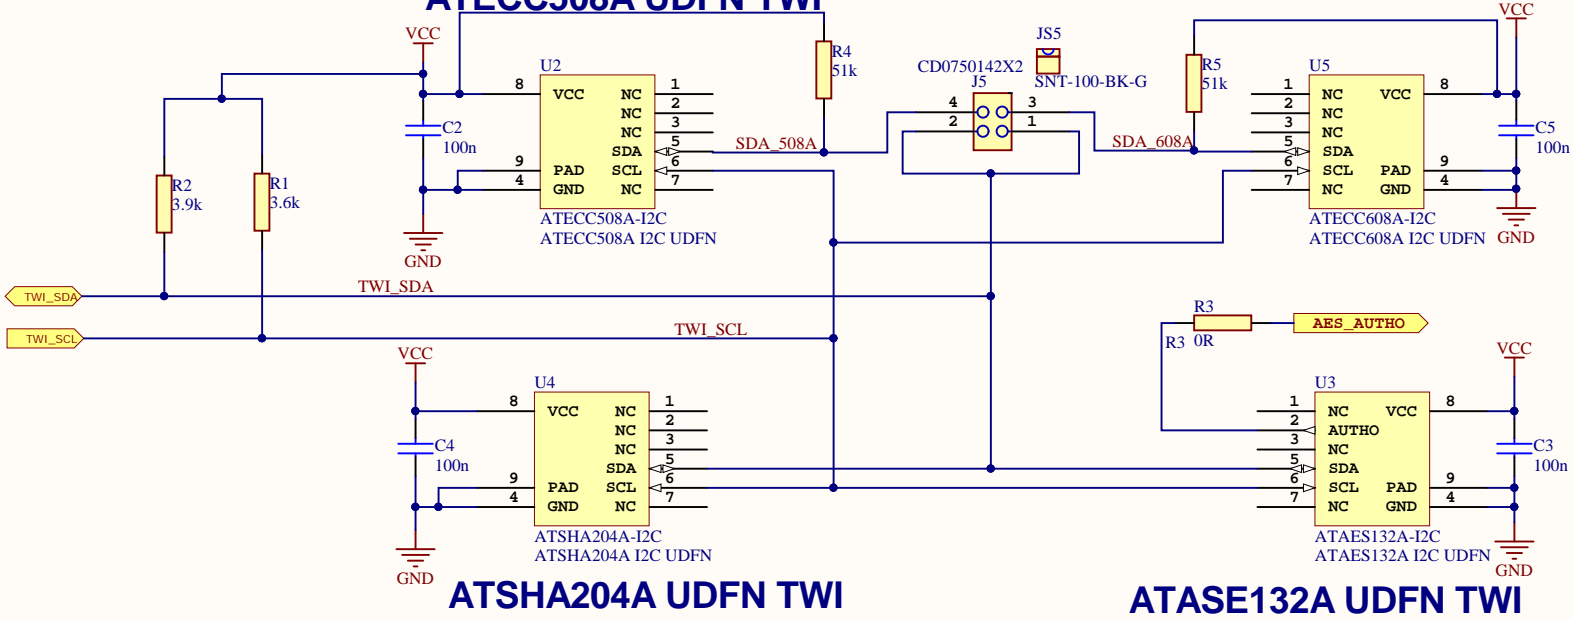 ATECC508A UDFN TWI
VCC
U2
8 VCC
NC 1
NC 2
NC 3
SDA 5
9 PAD SCL 6
4 GND NC 7
ATECC508A-I2C
ATECC508A I2C UDFN
C2
100n
GND
R4
51k
SDA_508A
R2
3.9k
R1
3.6k
JS5
CD0750142X2
SNT-100-BK-G
J5
4 3
2 1
SDA_608A
R5
51k
VCC
U5
1 NC VCC 8
2 NC
3 NC
5 SDA
6 SCL PAD 9
7 NC GND 4
ATECC608A-I2C
ATECC608A I2C UDFN
C5
100n
GND
TWI_SDA
TWI_SDA
TWI_SCL
TWI_SCL
R3
R3 0R
AES_AUTHO
VCC
U4
8 VCC NC 1
NC 2
NC 3
SDA 5
9 PAD SCL 6
4 GND NC 7
ATSHA204A-I2C
ATSHA204A I2C UDFN
C4
100n
GND
ATSHA204A UDFN TWI
VCC
U3
1 NC VCC 8
2 AUTHO
3 NC
5 SDA
6 SCL PAD 9
7 NC GND 4
ATAES132A-I2C
ATAES132A I2C UDFN
C3
100n
GND
ATASE132A UDFN TWI